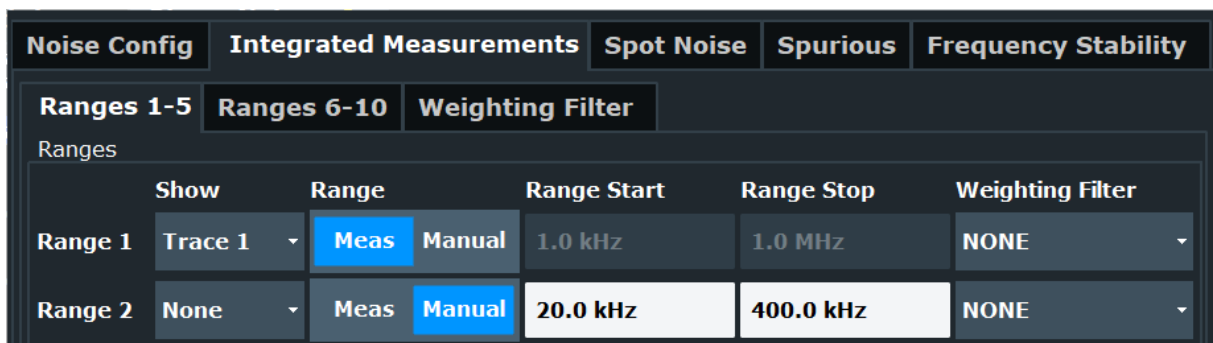 Noise Config Integrated Measurements Spot Noise Spurious Frequency Stability
Ranges 1-5 Ranges 6-10 Weighting Filter
Ranges
Show Range Range Start Range Stop Weighting Filter
Range 1 Trace 1 Meas Manual 1.0 kHz 1.0 MHz NONE
Range 2 None Meas Manual 20.0 kHz 400.0 kHz NONE